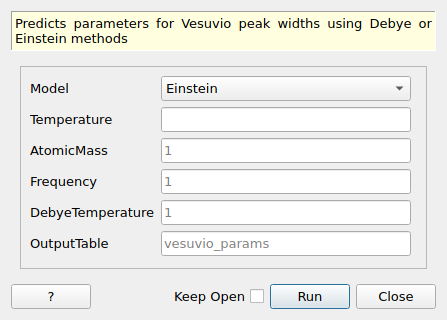 Predicts parameters for Vesuvio peak widths using Debye or
Einstein methods
Model Einstein
Temperature
AtomicMass 1
Frequency 1
DebyeTemperature 1
OutputTable vesuvio_params
? Keep Open Run Close